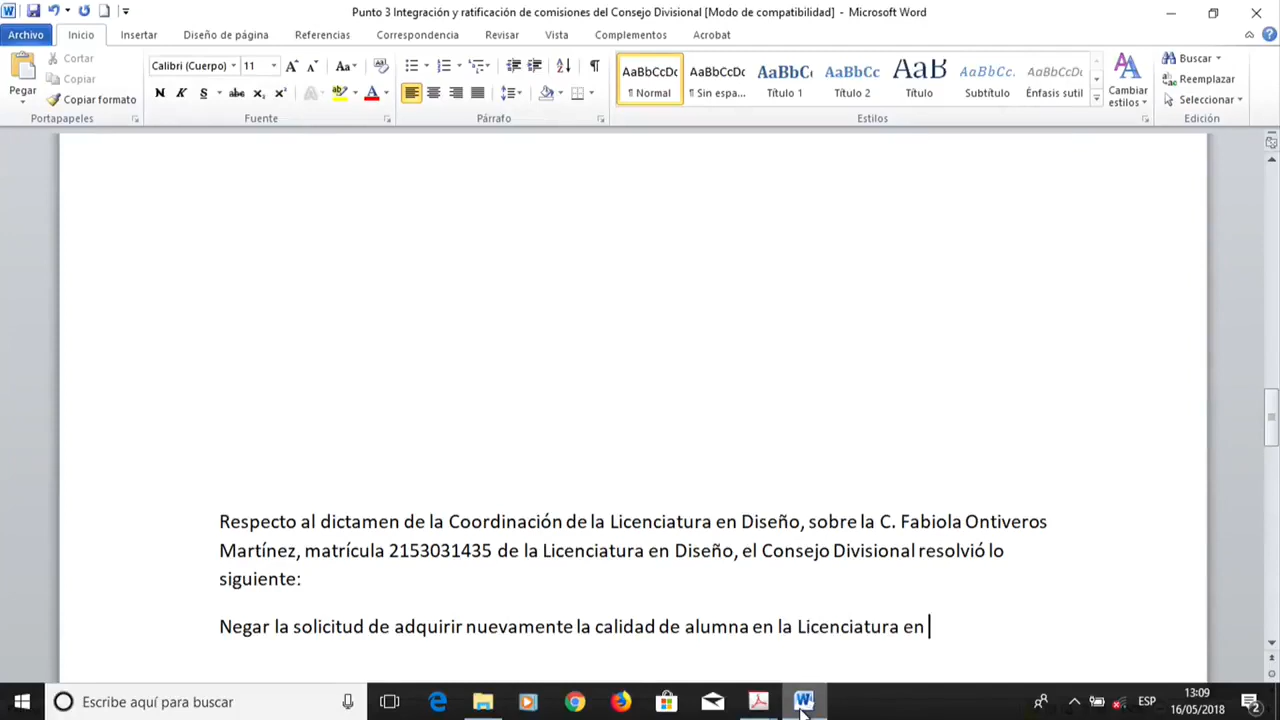 Punto 3 Integración y ratificación de comisiones del Consejo Divisional [Modo de compatibilidad] - Microsoft Word
Archivo Inicio Insertar Diseño de página Referencias Correspondencia Revisar Vista Complementos Acrobat
Pegar
Cortar
Copiar
Copiar formato
Portapapeles
Calibri (Cuerpo) 11
Fuente
Párrafo
AaBbCcDc AaBbCcDc AaBbC AaBbCc AaB AaBbCc. AaBbCcDc
¶ Normal ¶ Sin espa... Título 1 Título 2 Título Subtítulo Énfasis sutil
Cambiar
estilos
Estilos
Buscar
Reemplazar
Seleccionar
Edición
Respecto al dictamen de la Coordinación de la Licenciatura en Diseño, sobre la C. Fabiola Ontiveros
Martínez, matrícula 2153031435 de la Licenciatura en Diseño, el Consejo Divisional resolvió lo
siguiente:
Negar la solicitud de adquirir nuevamente la calidad de alumna en la Licenciatura en
Escribe aquí para buscar
ESP
13:09
16/05/2018
2